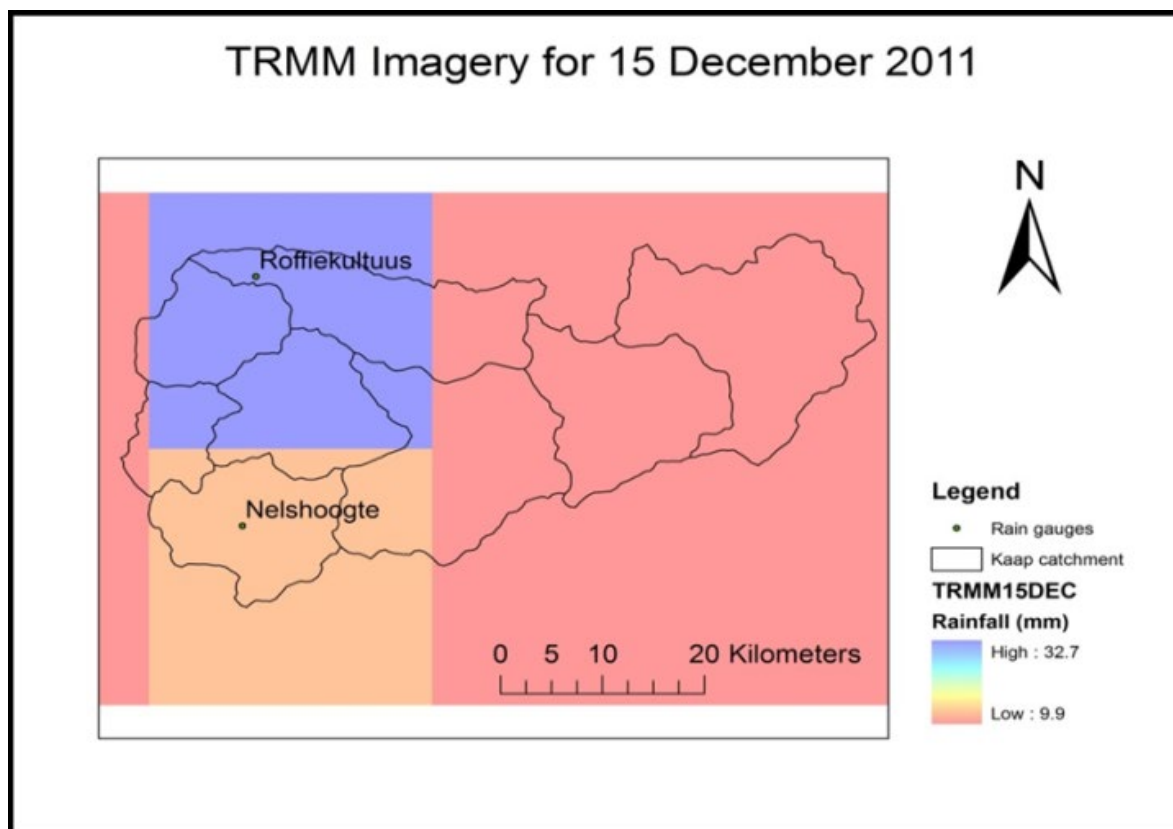 TRMM Imagery for 15 December 2011
N
Roffiekultuus
Nelshoogte
0 5 10 20 Kilometers
Legend
Rain gauges
Kaap catchment
TRMM15DEC
Rainfall (mm)
High : 32.7
Low : 9.9